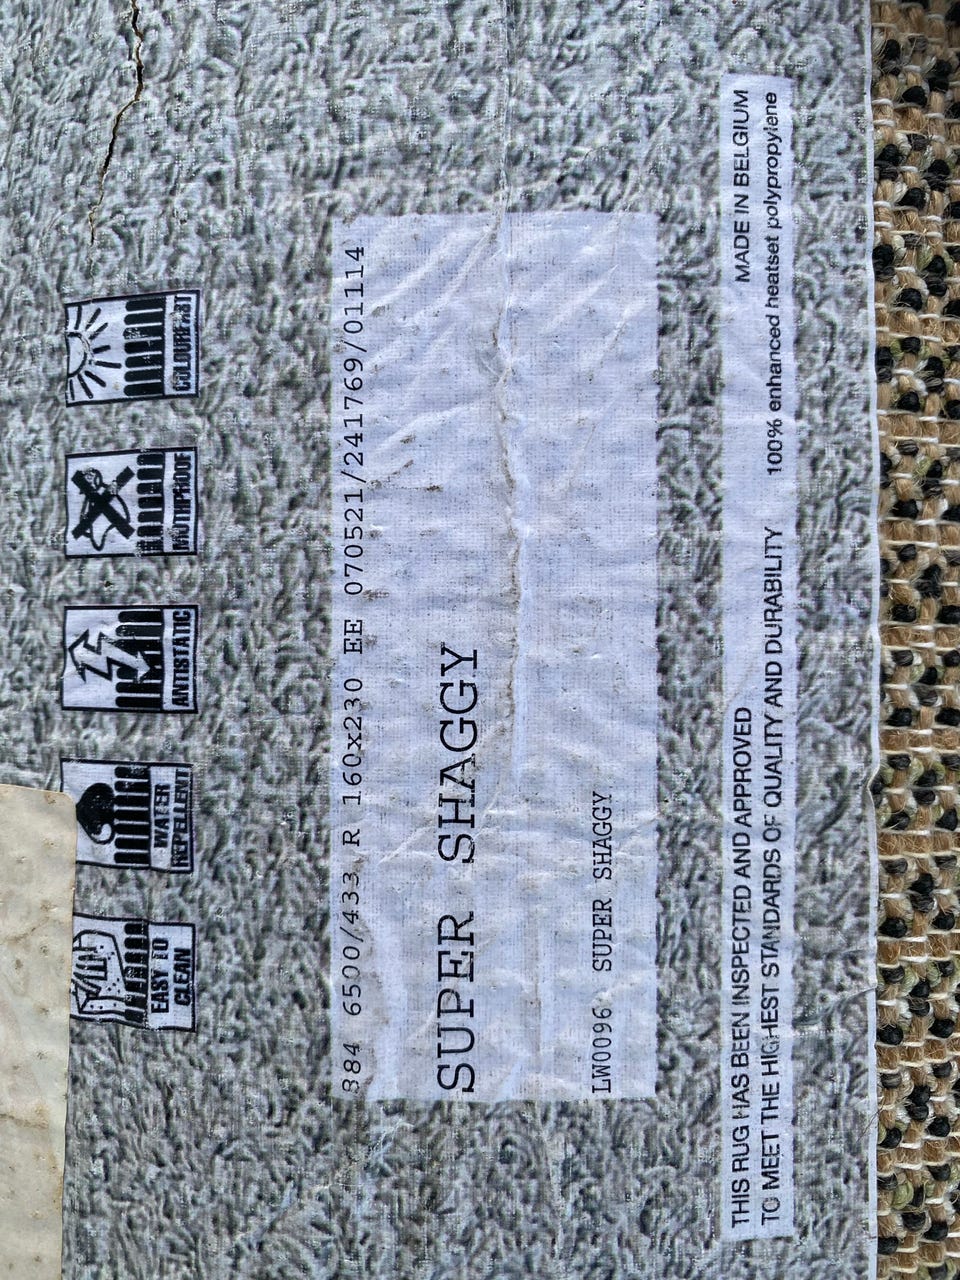 EASY TO
CLEAN
WATER
REPELLENT
ANTISTATIC
MOTHPROOF
COLOURFAST
884 6500/433 R 160x230 EE 070521/241769/01114
SUPER SHAGGY
LW0096 SUPER SHAGGY
THIS RUG HAS BEEN INSPECTED AND APPROVED MADE IN BELGIUM
TO MEET THE HIGHEST STANDARDS OF QUALITY AND DURABILITY 100% enhanced heatset polypropylene